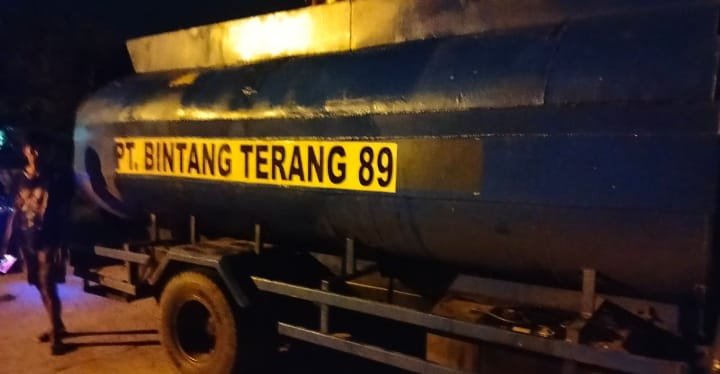 PT. BINTANG TERANG 89